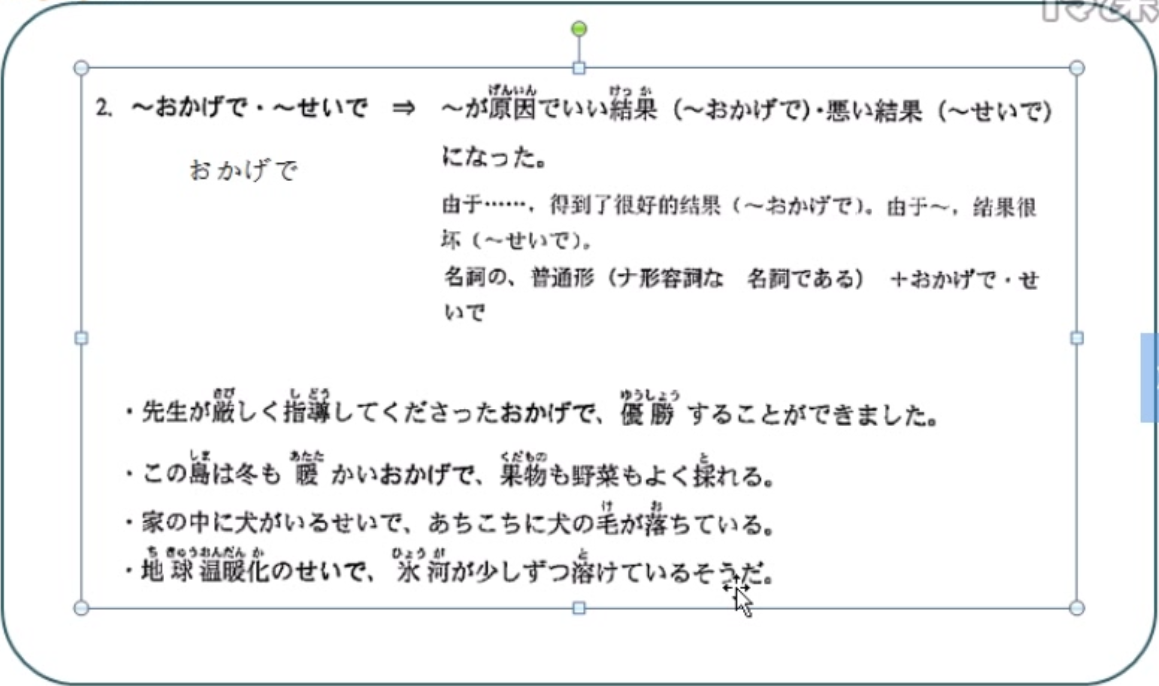 2. ～おかげで・～せいで ⇒ ～が原因でいい結果（～おかげで）・悪い結果（～せいで）
になった。
おかげで
由于……，得到了很好的结果（～おかげで）。由于～，结果很
坏（～せいで）。
名詞の、普通形（ナ形容詞な 名詞である） ＋おかげで・せ
いで
・先生が厳しく指導してくださったおかげで、優勝することができました。
・この島は冬も暖かいおかげで、果物も野菜もよく採れる。
・家の中に犬がいるせいで、あちこちに犬の毛が落ちている。
・地球温暖化のせいで、氷河が少しずつ溶けているそうだ。